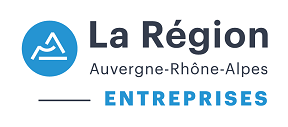 La Région
Auvergne-Rhône-Alpes
ENTREPRISES